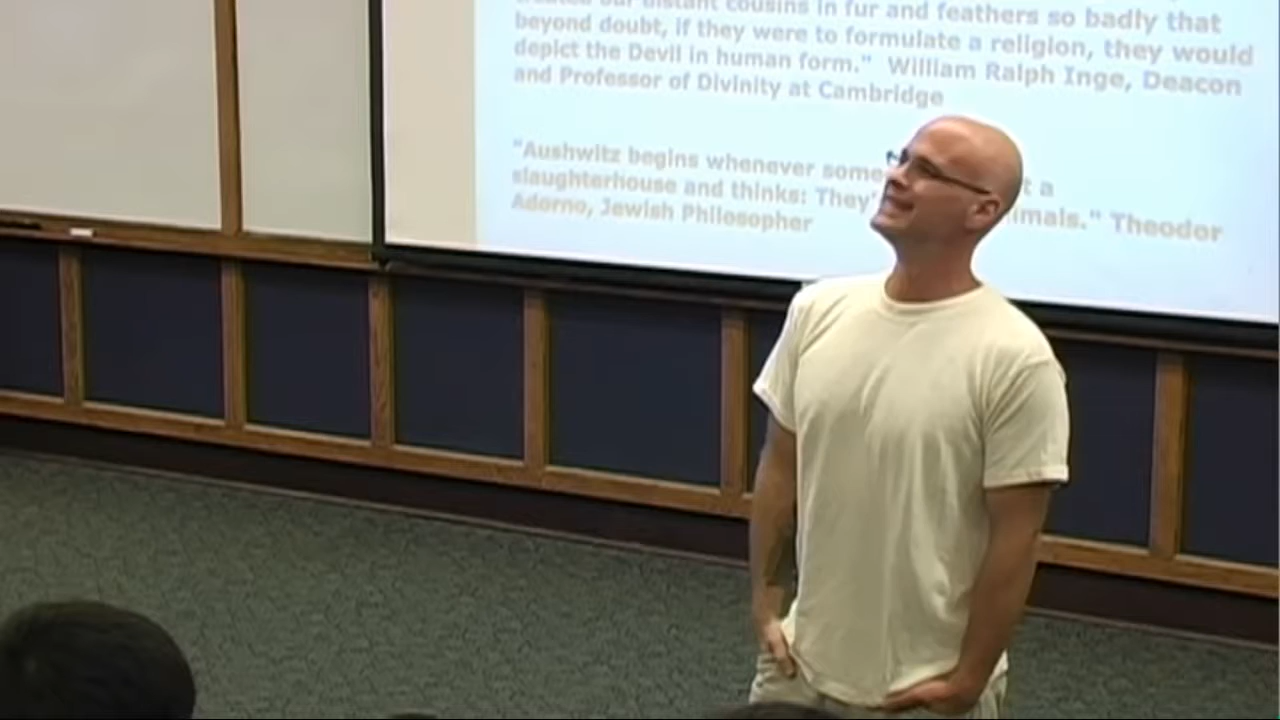 treated our distant cousins in fur and feathers so badly that
beyond doubt, if they were to formulate a religion, they would
depict the Devil in human form." William Ralph Inge, Deacon
and Professor of Divinity at Cambridge
"Aushwitz begins whenever some t a
slaughterhouse and thinks: They' imals." Theodor
Adorno, Jewish Philosopher